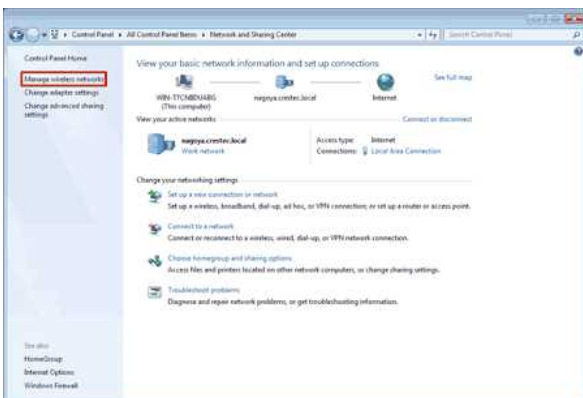 Control Panel ▸ All Control Panel Items ▸ Network and Sharing Center
Search Control Panel
Control Panel Home
Manage wireless networks
Change adapter settings
Change advanced sharing
settings
View your basic network information and set up connections
See full map
(This computer)
nagoya.crestec.local
Internet
View your active networks
Connect or disconnect
nagoya.crestec.local
Work network
Access type: Internet
Connections: Local Area Connection
Change your networking settings
Set up a new connection or network
Set up a wireless, broadband, dial-up, ad hoc, or VPN connection; or set up a router or access point.
Connect to a network
Connect or reconnect to a wireless, wired, dial-up, or VPN network connection.
Choose homegroup and sharing options
Access files and printers located on other network computers, or change sharing settings.
Troubleshoot problems
Diagnose and repair network problems, or get troubleshooting information.
See also
HomeGroup
Internet Options
Windows Firewall